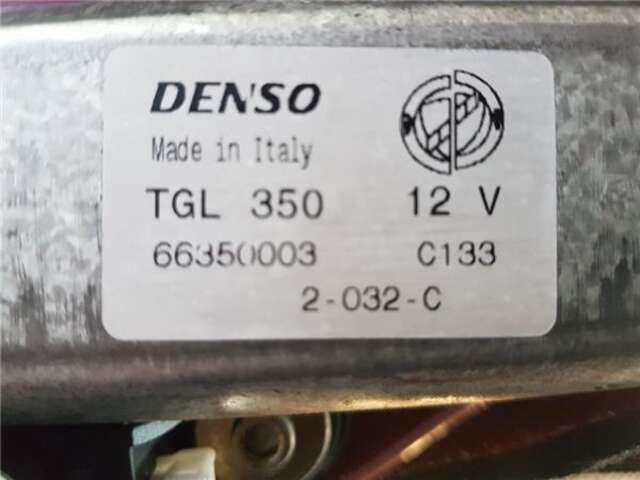 DENSO
Made in Italy
TGL 350 12 V
66350003 C133
2-032-C